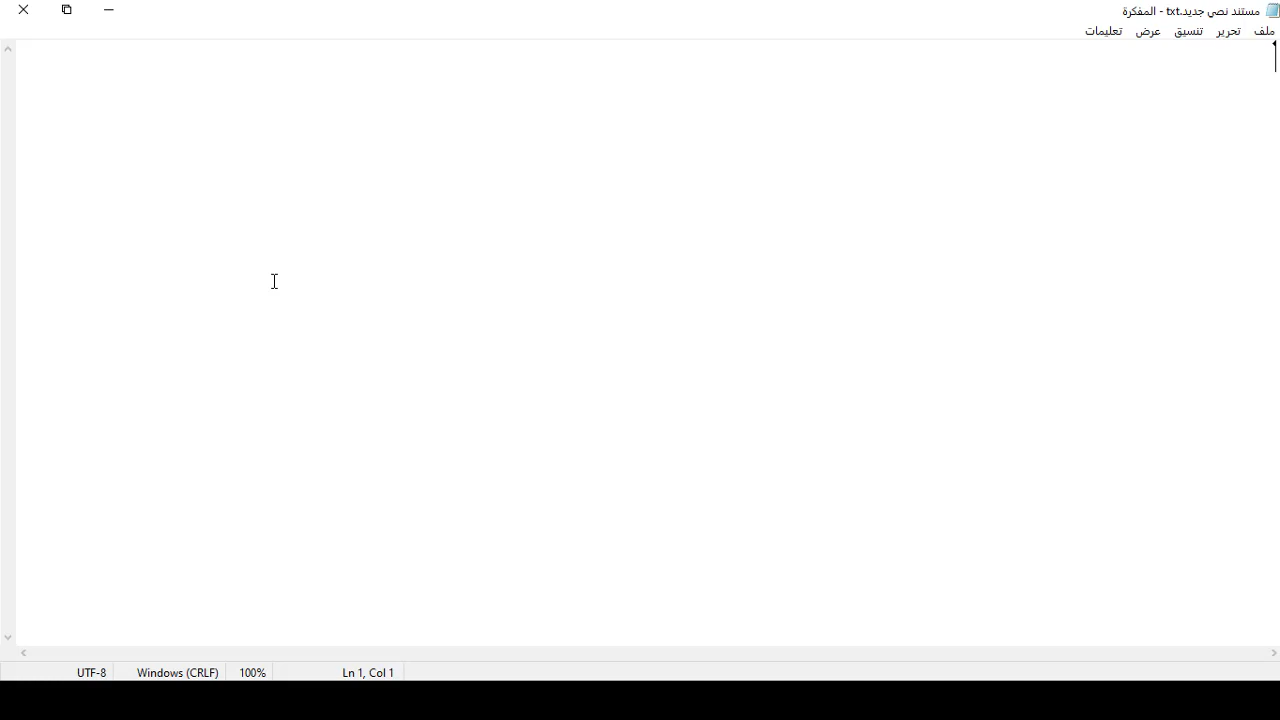 مستند نصي جديد.txt - المفكرة
ملف تحرير تنسيق عرض تعليمات
Ln 1, Col 1 100% Windows (CRLF) UTF-8